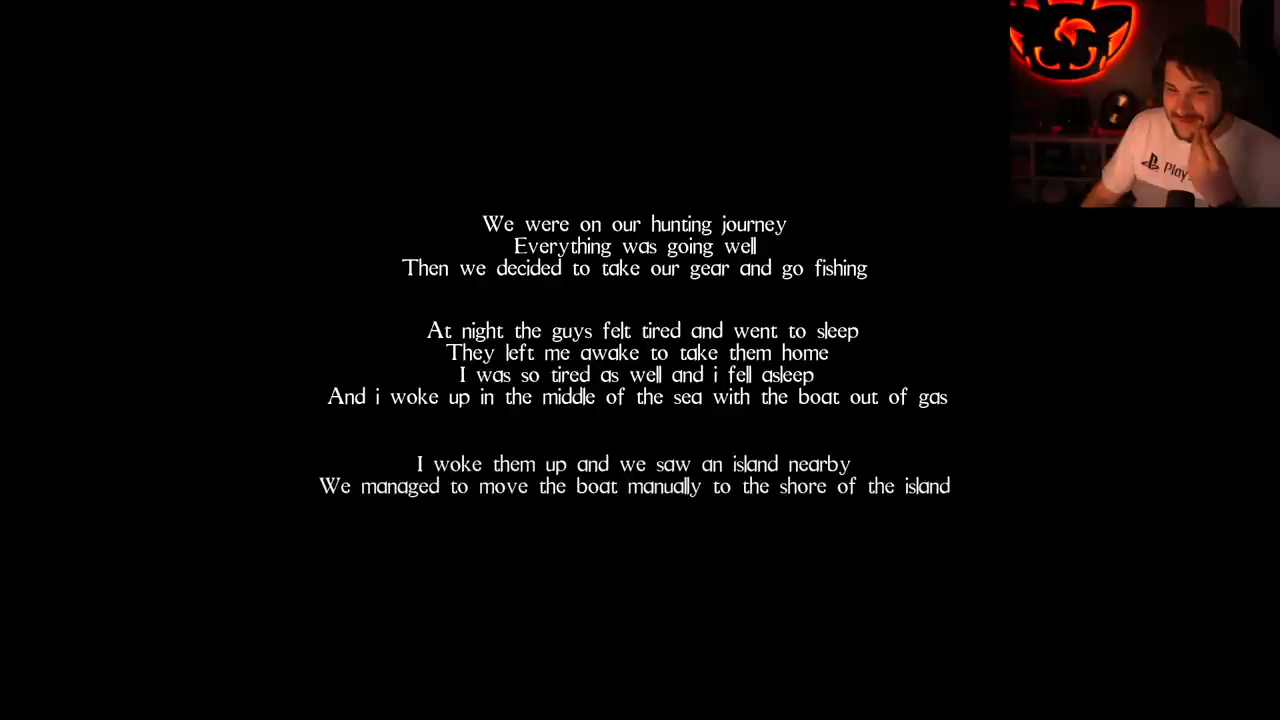 We were on our hunting journey
Everything was going well
Then we decided to take our gear and go fishing
At night the guys felt tired and went to sleep
They left me awake to take them home
I was so tired as well and i fell asleep
And i woke up in the middle of the sea with the boat out of gas
I woke them up and we saw an island nearby
We managed to move the boat manually to the shore of the island
Play